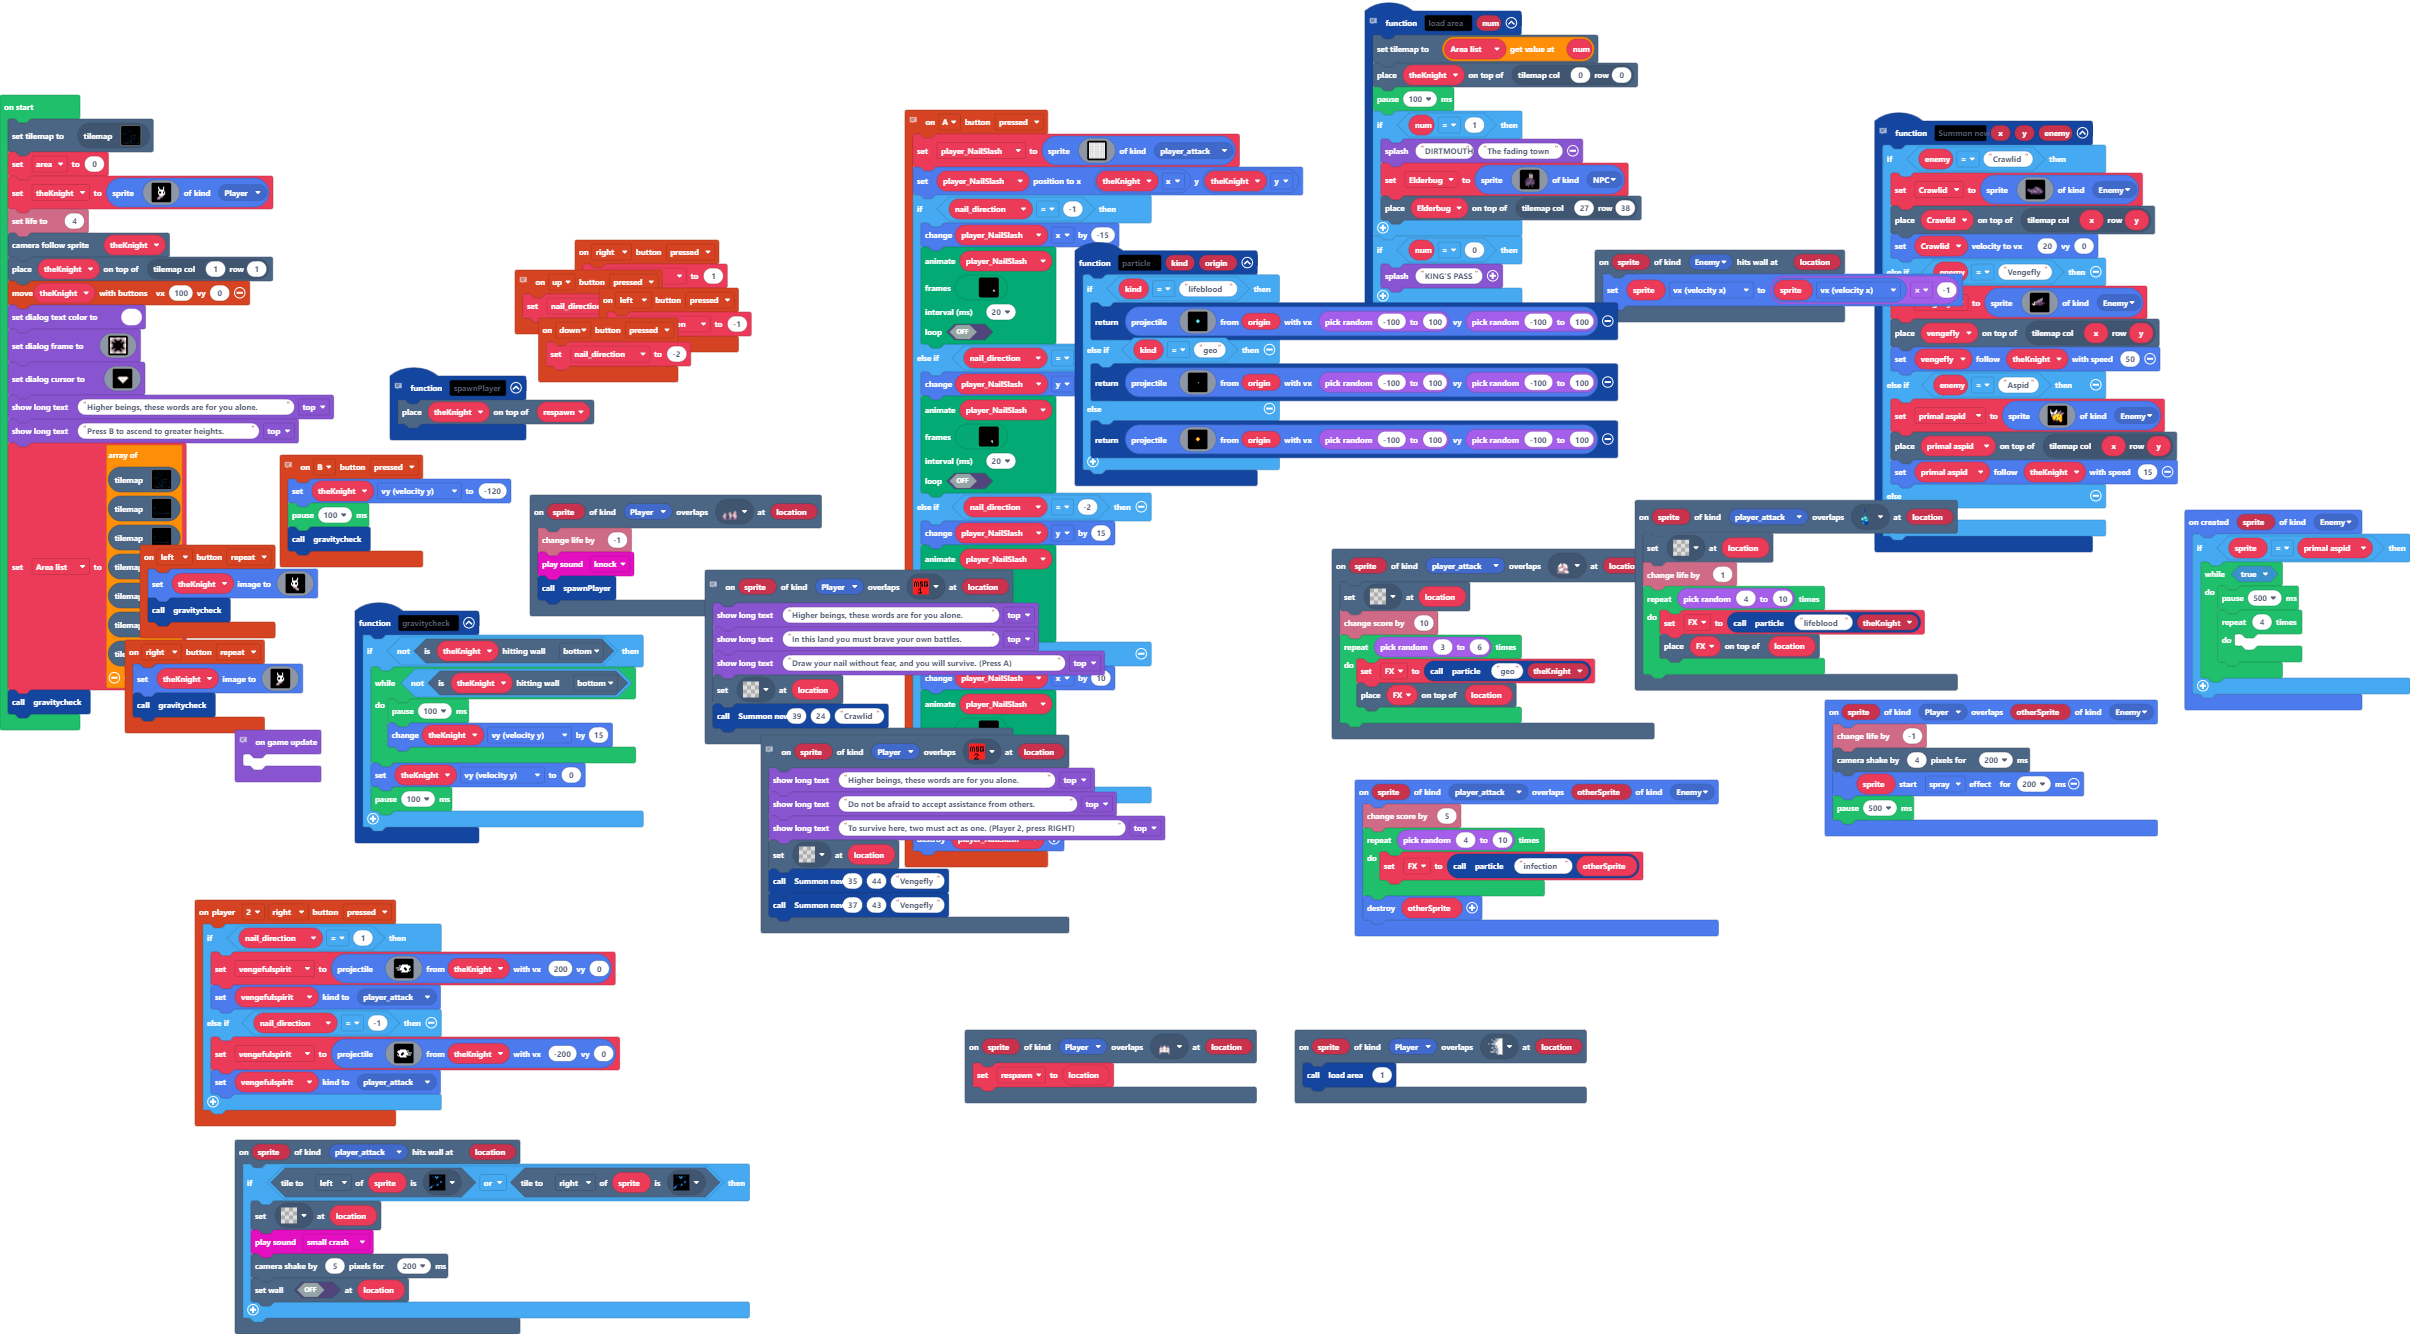 on start
set tilemap to tilemap
set area to 0
set theKnight to sprite of kind Player
set life to 4
camera follow sprite theKnight
place theKnight on top of tilemap col 1 row 1
move theKnight with buttons vx 100 vy 0
set dialog text color to
set dialog frame to
set dialog cursor to
show long text "Higher beings, these words are for you alone." top
show long text "Press B to ascend to greater heights." top
set Area list to array of
tilemap
tilemap
tilemap
call gravitycheck
on left button repeat
set theKnight image to
call gravitycheck
on right button repeat
set theKnight image to
call gravitycheck
on game update
on B button pressed
set theKnight vy (velocity y) to -120
pause 100 ms
call gravitycheck
function spawnPlayer
place theKnight on top of respawn
on right button pressed
to 1
on up button pressed
set nail_direction
on left button pressed
to -1
on down button pressed
set nail_direction to -2
function gravitycheck
if not is theKnight hitting wall bottom then
while not is theKnight hitting wall bottom
do pause 100 ms
change theKnight vy (velocity y) by 15
set theKnight vy (velocity y) to 0
pause 100 ms
on sprite of kind Player overlaps at location
change life by -1
play sound knock
call spawnPlayer
on sprite of kind Player overlaps MSG 1 at location
show long text "Higher beings, these words are for you alone." top
show long text "In this land you must brave your own battles." top
show long text "Draw your nail without fear, and you will survive. (Press A)" top
set at location
call Summon new 39 24 "Crawlid"
on sprite of kind Player overlaps MSG 2 at location
show long text "Higher beings, these words are for you alone." top
show long text "Do not be afraid to accept assistance from others." top
show long text "To survive here, two must act as one. (Player 2, press RIGHT)" top
set at location
call Summon new 35 44 "Vengefly"
call Summon new 37 43 "Vengefly"
on A button pressed
set player_NailSlash to sprite of kind player_attack
set player_NailSlash position to x theKnight x y theKnight y
if nail_direction = -1 then
change player_NailSlash x by -15
animate player_NailSlash
frames
interval (ms) 20
loop OFF
else if nail_direction =
change player_NailSlash y
animate player_NailSlash
frames
interval (ms) 20
loop OFF
else if nail_direction = -2 then
change player_NailSlash y by 15
animate player_NailSlash
change player_NailSlash x by 10
animate player_NailSlash
destroy player_NailSlash
function particle kind origin
if kind = "lifeblood" then
return projectile from origin with vx pick random -100 to 100 vy pick random -100 to 100
else if kind = "geo" then
return projectile from origin with vx pick random -100 to 100 vy pick random -100 to 100
else
return projectile from origin with vx pick random -100 to 100 vy pick random -100 to 100
function load area num
set tilemap to Area list get value at num
place theKnight on top of tilemap col 0 row 0
pause 100 ms
if num = 1 then
splash "DIRTMOUTH "The fading town"
set Elderbug to sprite of kind NPC
place Elderbug on top of tilemap col 27 row 38
if num = 0 then
splash "KING'S PASS"
on sprite of kind Enemy hits wall at location
set sprite vx (velocity x) to sprite vx (velocity x) x -1
function Summon new x y enemy
if enemy = "Crawlid" then
set Crawlid to sprite of kind Enemy
place Crawlid on top of tilemap col x row y
set Crawlid velocity to vx 20 vy 0
else if enemy = "Vengefly" then
to sprite of kind Enemy
place vengefly on top of tilemap col x row y
set vengefly follow theKnight with speed 50
else if enemy = "Aspid" then
set primal aspid to sprite of kind Enemy
place primal aspid on top of tilemap col x row y
set primal aspid follow theKnight with speed 15
else
on sprite of kind player_attack overlaps at location
set at location
change score by 10
repeat pick random 3 to 6 times
do set FX to call particle "geo" theKnight
place FX on top of location
on sprite of kind player_attack overlaps at location
set at location
change life by 1
repeat pick random 4 to 10 times
do set FX to call particle "lifeblood" theKnight
place FX on top of location
on created sprite of kind Enemy
if sprite = primal aspid then
while true
do pause 500 ms
repeat 4 times
do
on sprite of kind Player overlaps otherSprite of kind Enemy
change life by -1
camera shake by 4 pixels for 200 ms
sprite start spray effect for 200 ms
pause 500 ms
on sprite of kind player_attack overlaps otherSprite of kind Enemy
change score by 5
repeat pick random 4 to 10 times
do set FX to call particle "infection" otherSprite
destroy otherSprite
on player 2 right button pressed
if nail_direction = 1 then
set vengefulspirit to projectile from theKnight with vx 200 vy 0
set vengefulspirit kind to player_attack
else if nail_direction = -1 then
set vengefulspirit to projectile from theKnight with vx -200 vy 0
set vengefulspirit kind to player_attack
on sprite of kind Player overlaps at location
set respawn to location
on sprite of kind Player overlaps at location
call load area 1
on sprite of kind player_attack hits wall at location
if tile to left of sprite is or tile to right of sprite is then
set at location
play sound small crash
camera shake by 5 pixels for 200 ms
set wall OFF at location